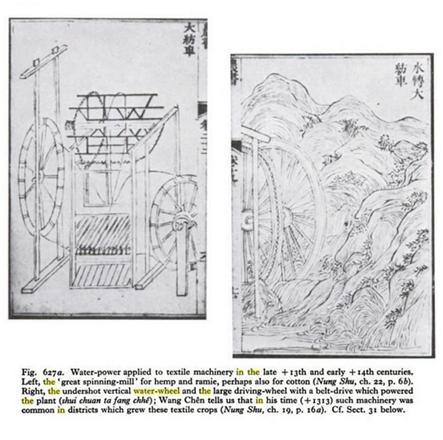 大紡車
水轉大
紡車
Fig. 627a. Water-power applied to textile machinery in the late +13th and early +14th centuries.
Left, the 'great spinning-mill' for hemp and ramie, perhaps also for cotton (Nung Shu, ch. 22, p. 6b).
Right, the undershot vertical water-wheel and the large driving-wheel with a belt-drive which powered
the plant (shui chuan ta fang chhê); Wang Chên tells us that in his time (+1313) such machinery was
common in districts which grew these textile crops (Nung Shu, ch. 19, p. 16a). Cf. Sect. 31 below.